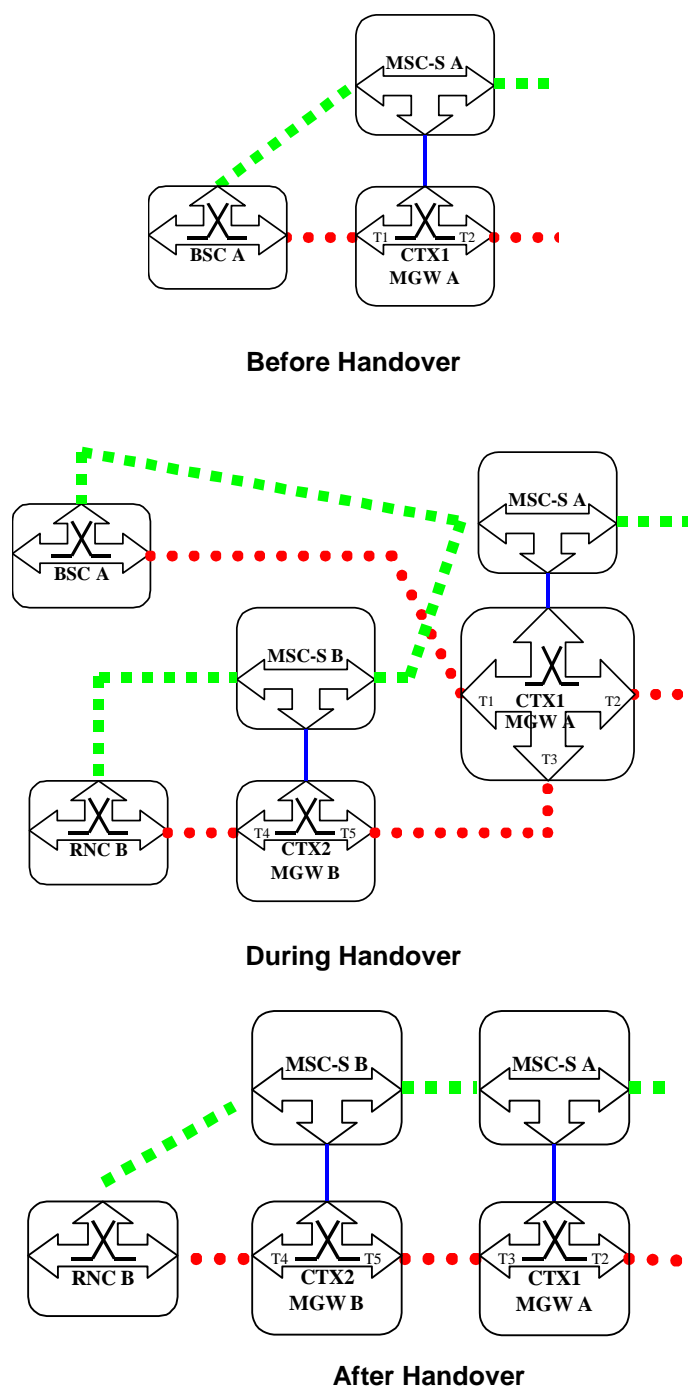 MSC-S A
BSC A
T1
T2
CTX1
MGW A
Before Handover
MSC-S A
BSC A
MSC-S B
T1
CTX1
T2
MGW A
T3
RNC B
T4
T5
CTX2
MGW B
During Handover
MSC-S B
MSC-S A
RNC B
T4
T5
CTX2
MGW B
T3
T2
CTX1
MGW A
After Handover